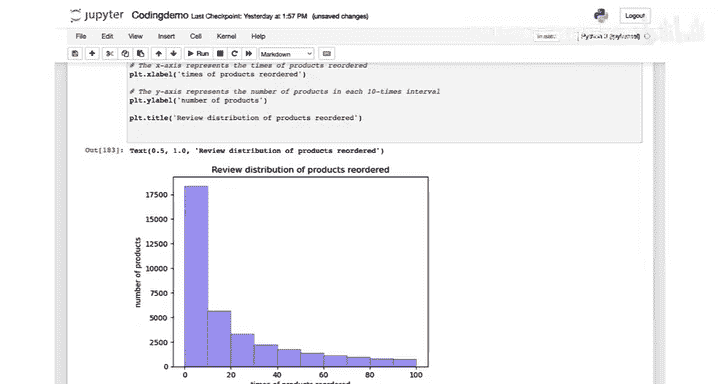 jupyter Codingdemo Last Checkpoint: Yesterday at 1:57 PM (unsaved changes)
Logout
File Edit View Insert Cell Kernel Help
Run Markdown
# The x-axis represents the times of products reordered
plt.xlabel('times of products reordered')
# The y-axis represents the number of products in each 10-times interval
plt.ylabel('number of products')
plt.title('Review distribution of products reordered')
Out[183]: Text(0.5, 1.0, 'Review distribution of products reordered')
Review distribution of products reordered
17500
15000
12500
10000
7500
5000
2500
0
number of products
0 20 40 60 80 100
times of products reordered